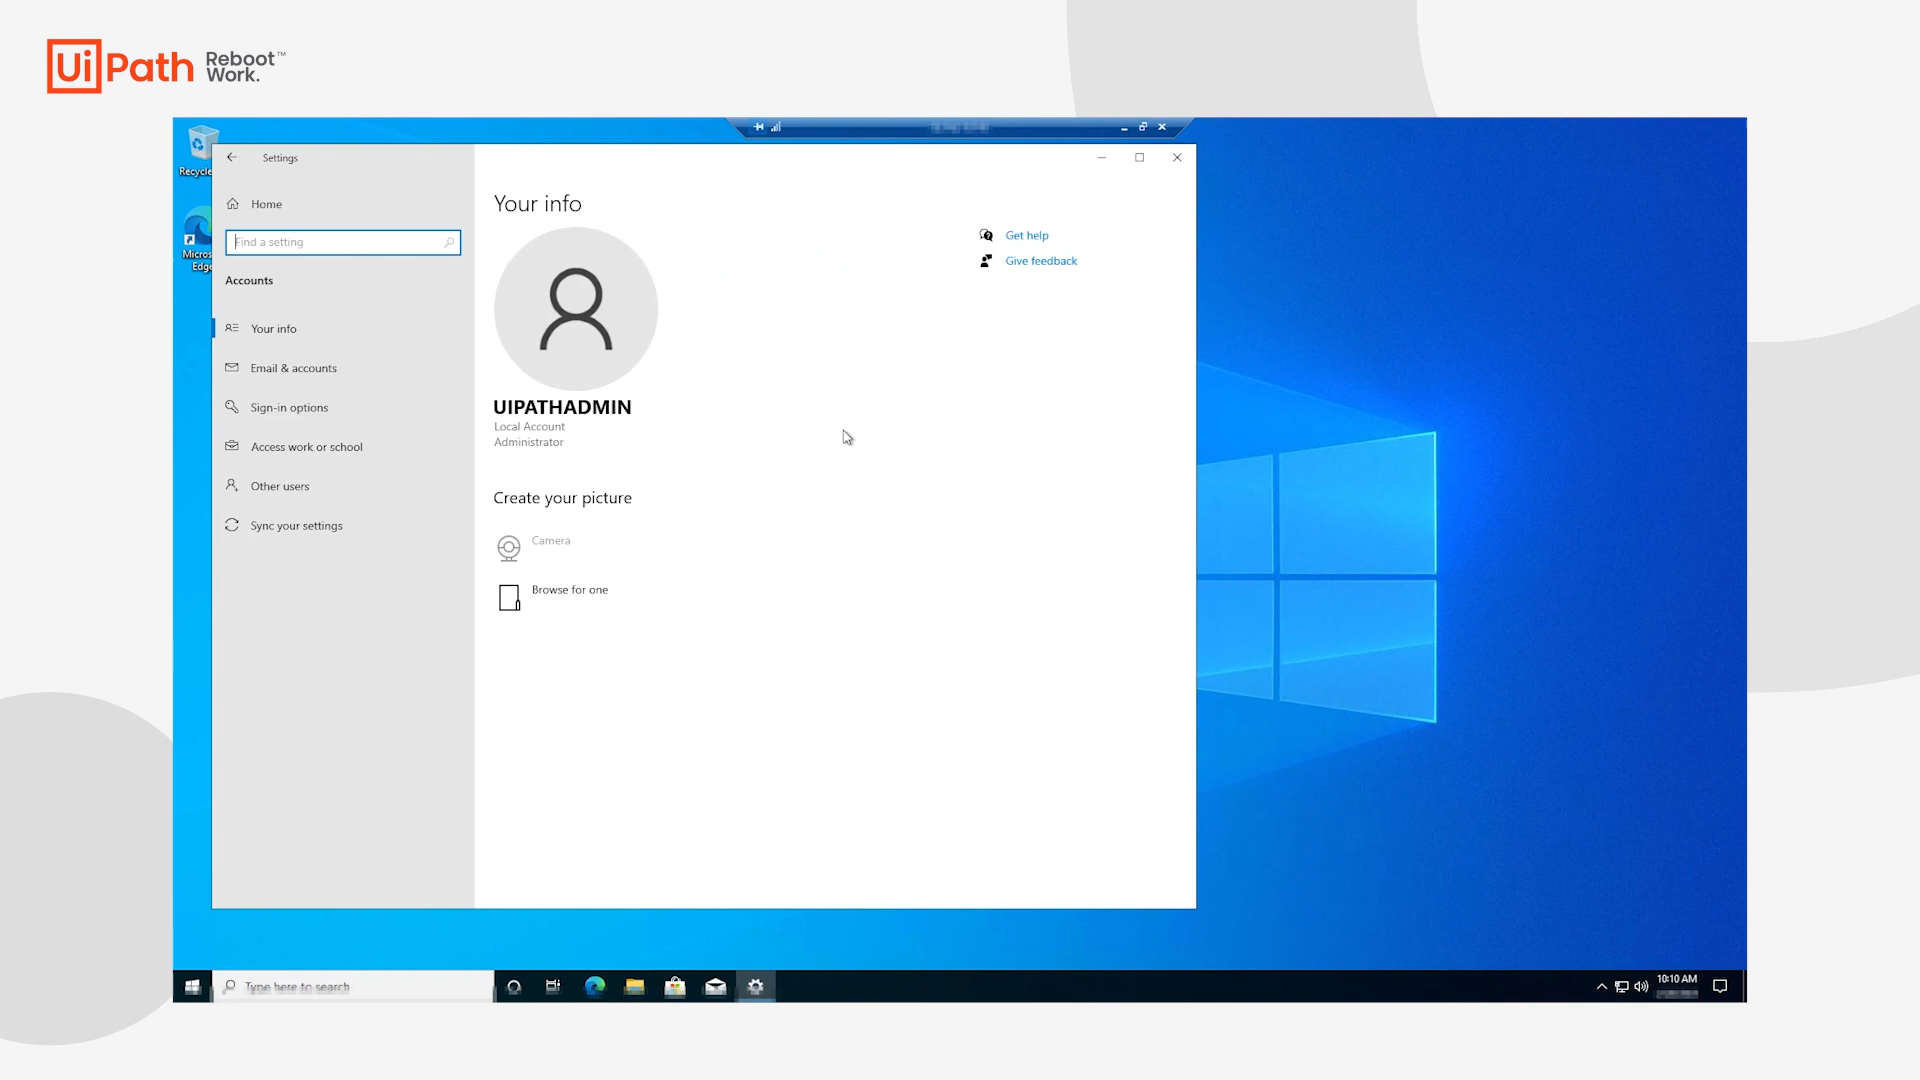 UiPath Reboot™
Work.
Recycle
Micros
Edge
Settings
Home
Find a setting
Accounts
Your info
Email & accounts
Sign-in options
Access work or school
Other users
Sync your settings
Your info
UIPATHADMIN
Local Account
Administrator
Create your picture
Camera
Browse for one
Get help
Give feedback
Type here to search
10:10 AM